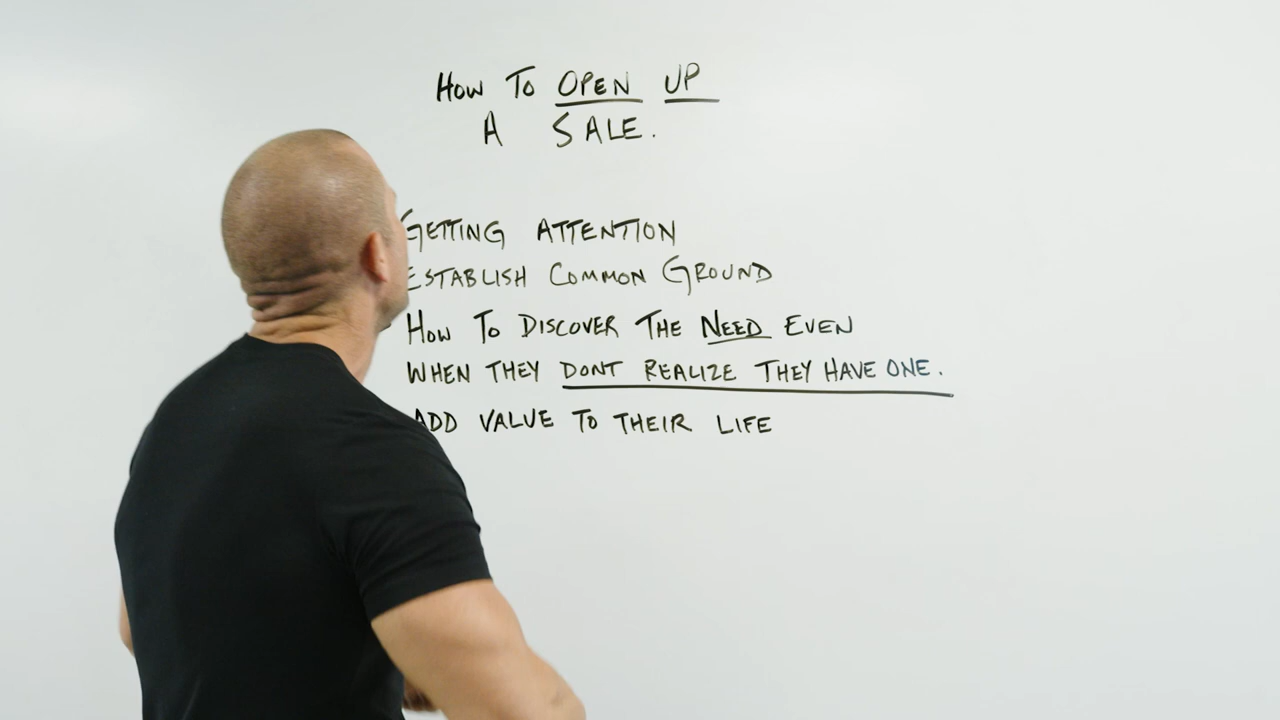 How To OPEN UP
A SALE.
GETTING ATTENTION
ESTABLISH COMMON GROUND
How To DISCOVER THE NEED EVEN
WHEN THEY DONT REALIZE THEY HAVE ONE.
ADD VALUE TO THEIR LIFE